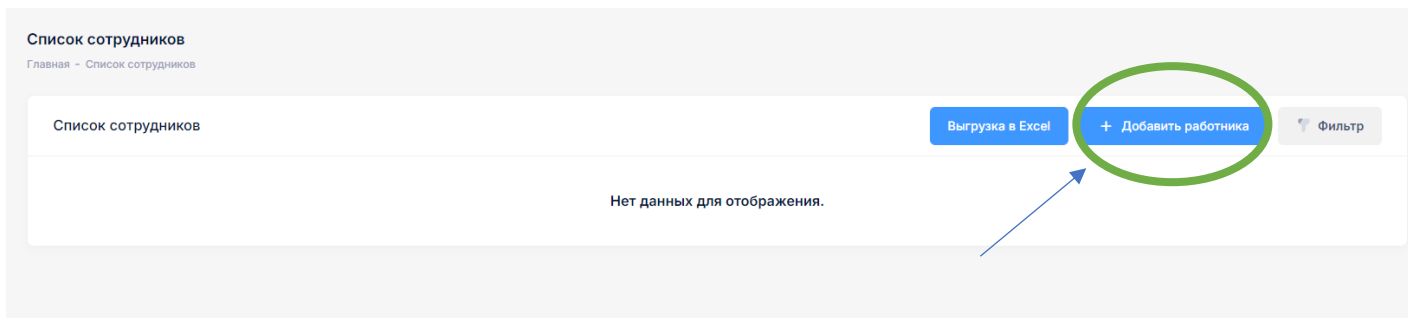 Список сотрудников
Главная - Список сотрудников
Список сотрудников
Выгрузка в Excel
+ Добавить работника
Фильтр
Нет данных для отображения.